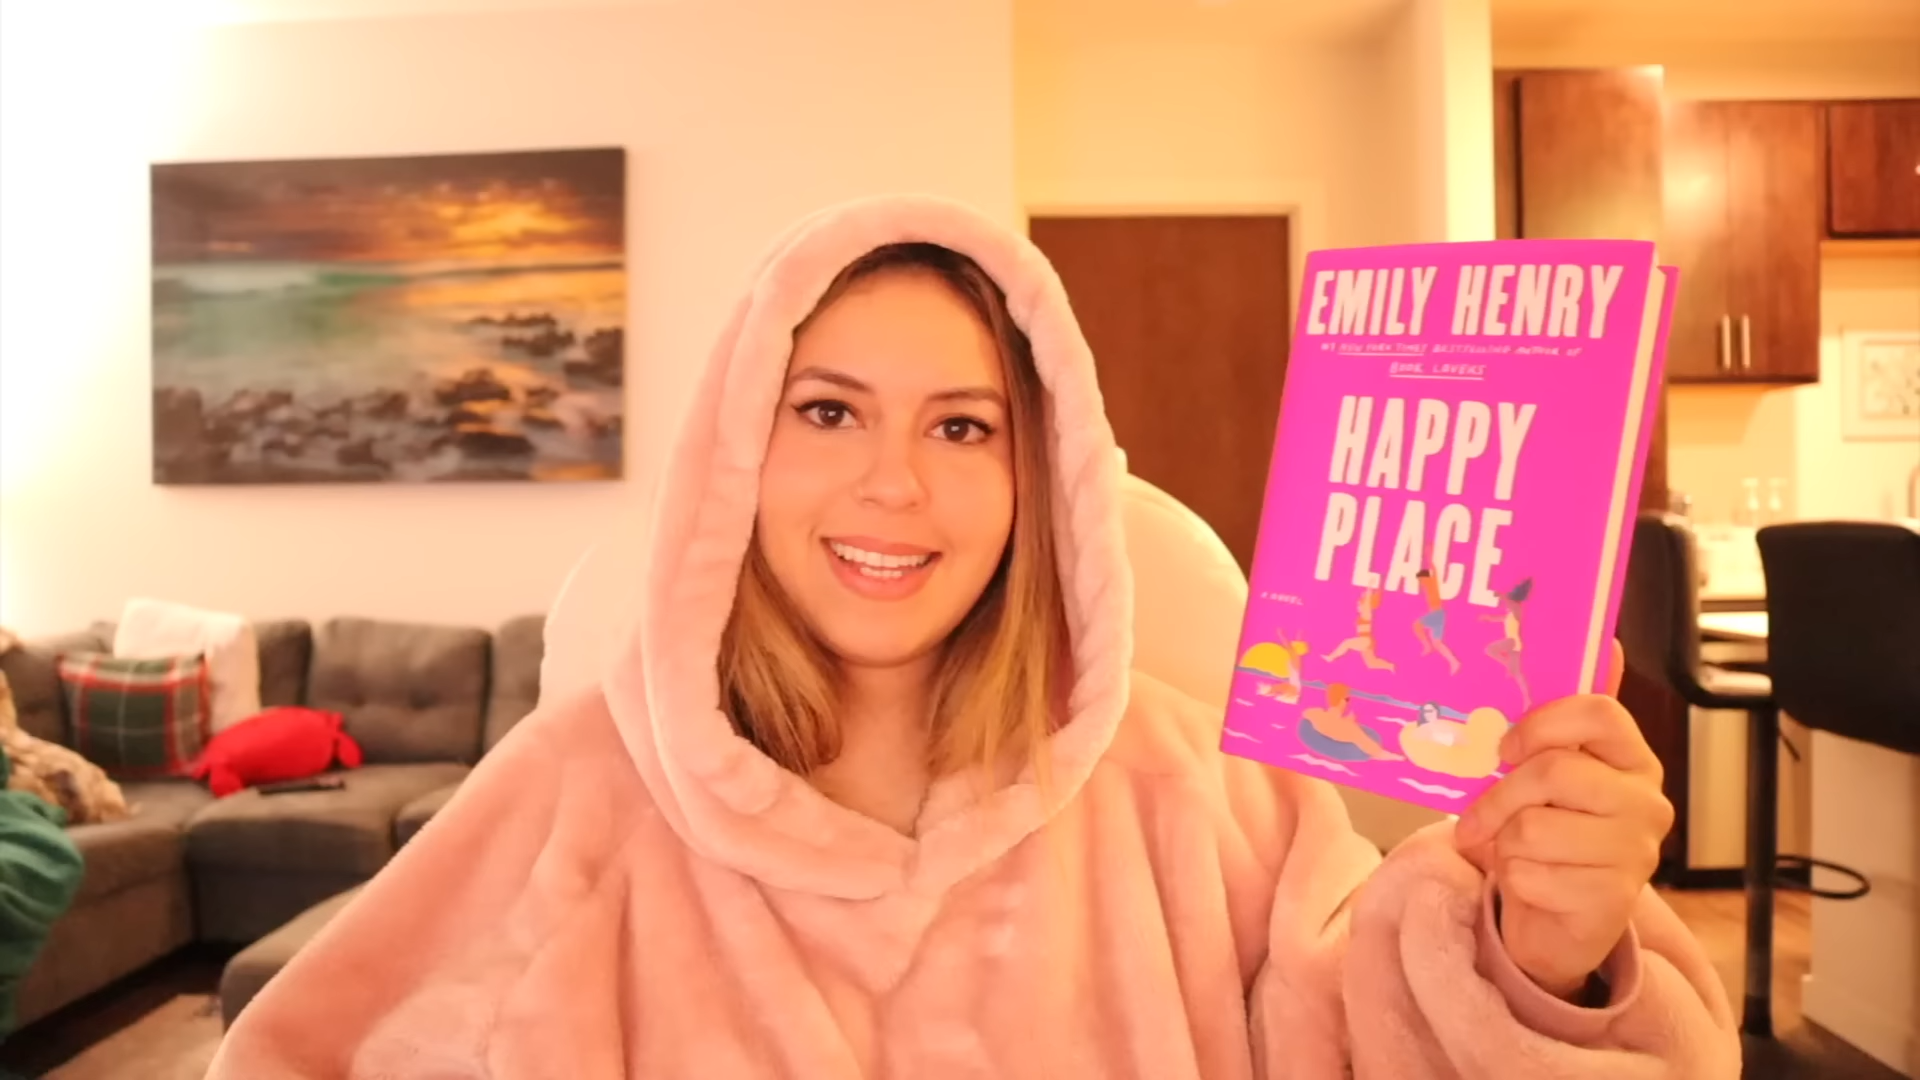 EMILY HENRY
#1 NEW YORK TIMES BESTSELLING AUTHOR OF
BOOK LOVERS
HAPPY
PLACE
A NOVEL